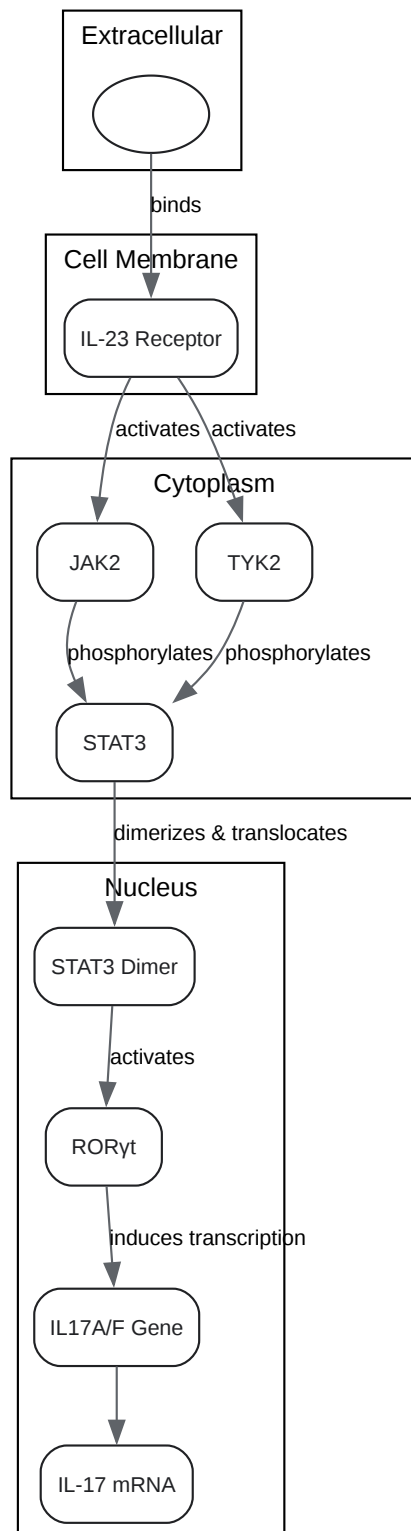 Extracellular
binds
Cell Membrane
IL-23 Receptor
activates
activates
Cytoplasm
JAK2
TYK2
phosphorylates
phosphorylates
STAT3
dimerizes & translocates
Nucleus
STAT3 Dimer
activates
RORγt
induces transcription
IL17A/F Gene
IL-17 mRNA